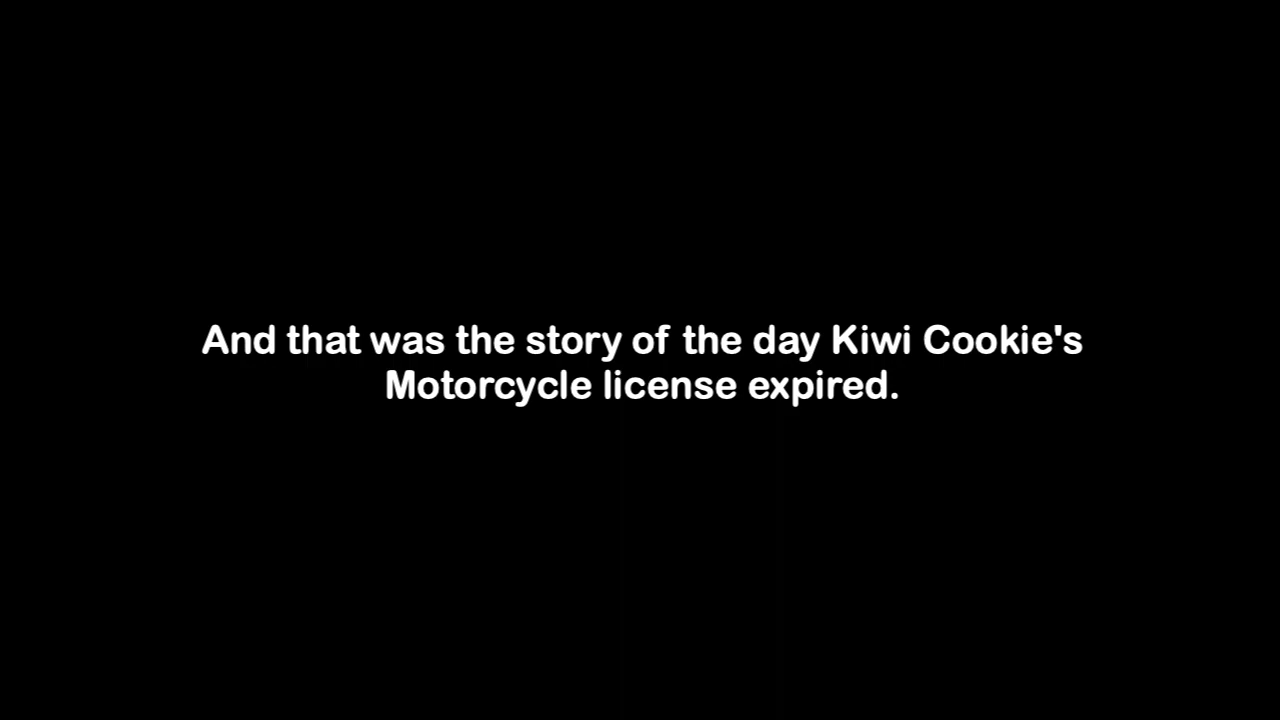 And that was the story of the day Kiwi Cookie's
Motorcycle license expired.